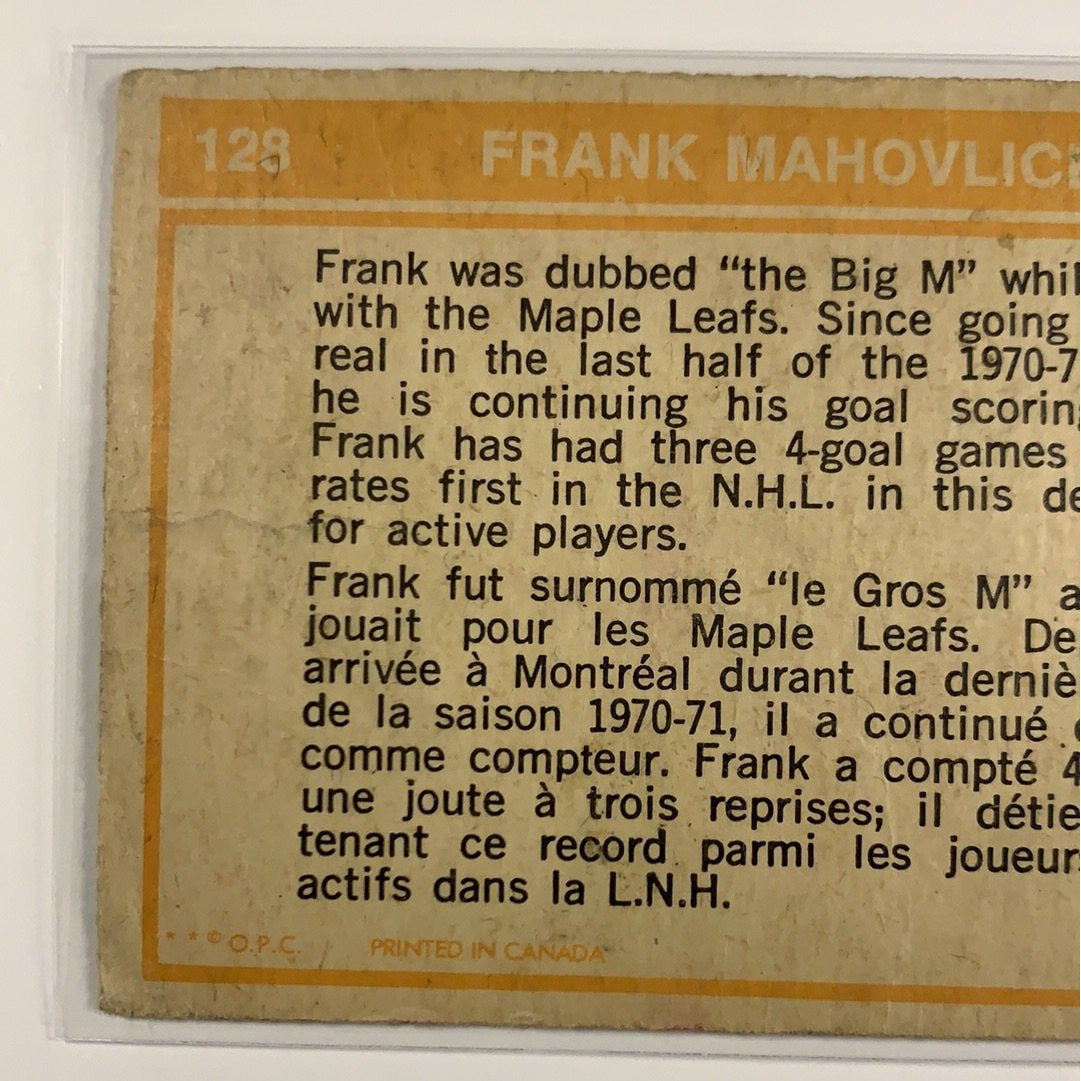 128 FRANK MAHOVLIC
Frank was dubbed “the Big M” whil
with the Maple Leafs. Since going
real in the last half of the 1970-7
he is continuing his goal scorin
Frank has had three 4-goal games
rates first in the N.H.L. in this de
for active players.
Frank fut surnommé “le Gros M” a
jouait pour les Maple Leafs. De
arrivée à Montréal durant la derniè
de la saison 1970-71, il a continué
comme compteur. Frank a compté 4
une joute à trois reprises; il détie
tenant ce record parmi les joueur
actifs dans la L.N.H.
* * © O.P.C. PRINTED IN CANADA